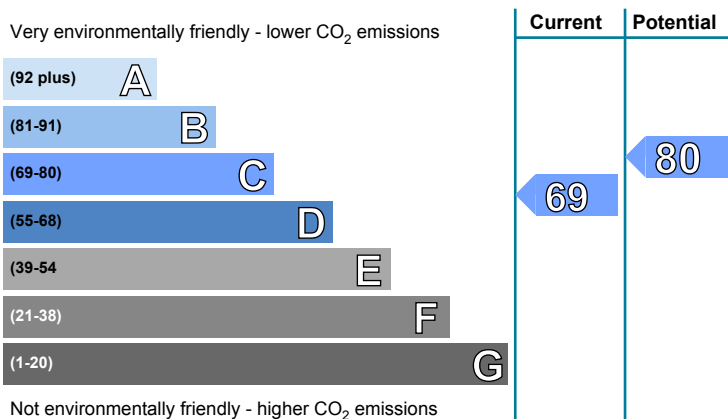 Current Potential
Very environmentally friendly - lower CO2 emissions
(92 plus) A
(81-91) B
(69-80) C
80
69
(55-68) D
(39-54 E
(21-38) F
(1-20) G
Not environmentally friendly - higher CO2 emissions